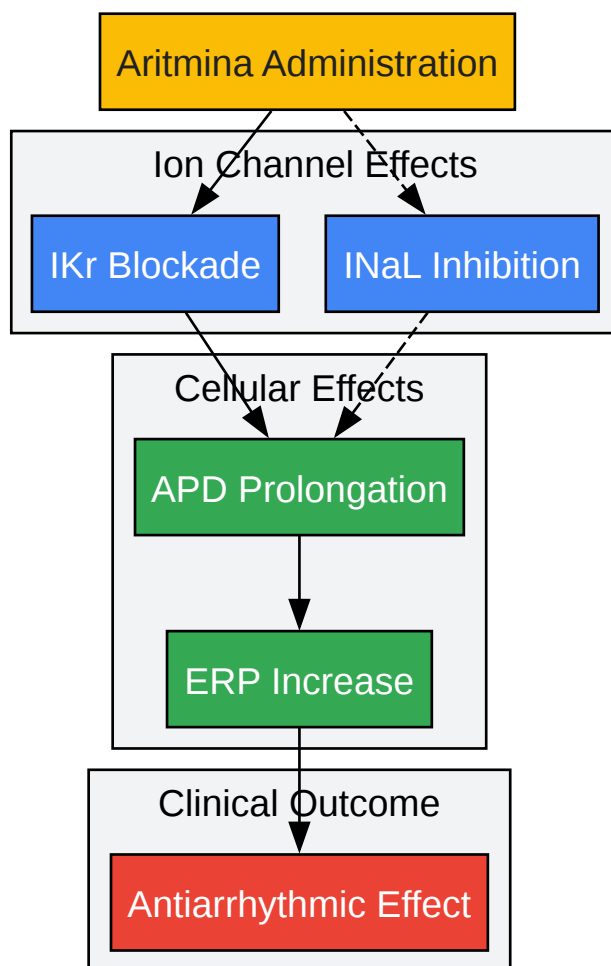 Aritmina Administration
Ion Channel Effects
IKr Blockade
INaL Inhibition
Cellular Effects
APD Prolongation
ERP Increase
Clinical Outcome
Antiarrhythmic Effect